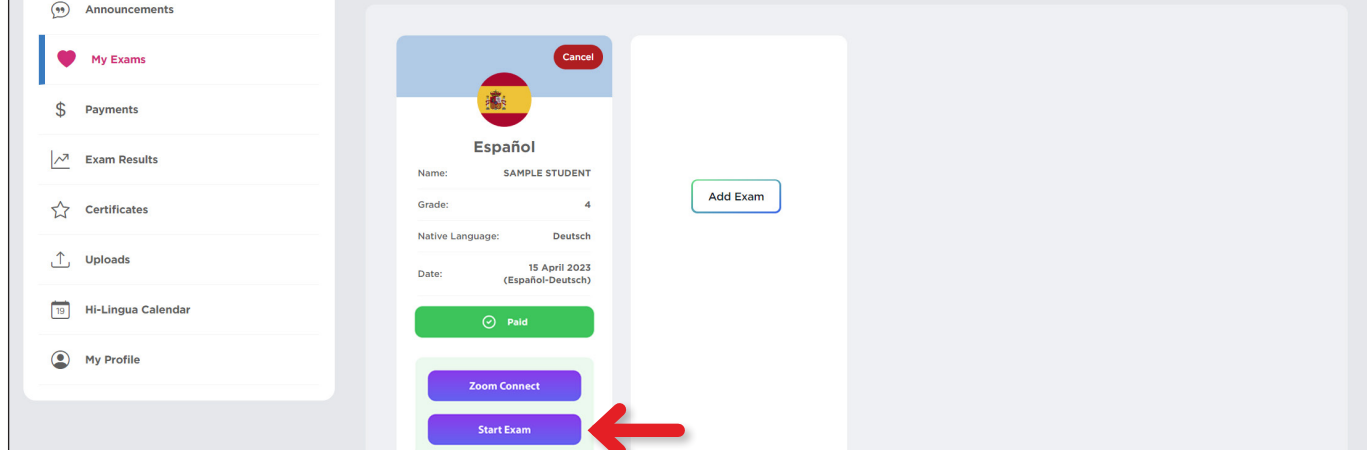 Announcements
My Exams
Payments
Exam Results
Certificates
Uploads
19
Hi-Lingua Calendar
My Profile
Cancel
Español
Name: SAMPLE STUDENT
Grade: 4
Native Language: Deutsch
Date: 15 April 2023
(Español-Deutsch)
Paid
Zoom Connect
Start Exam
Add Exam